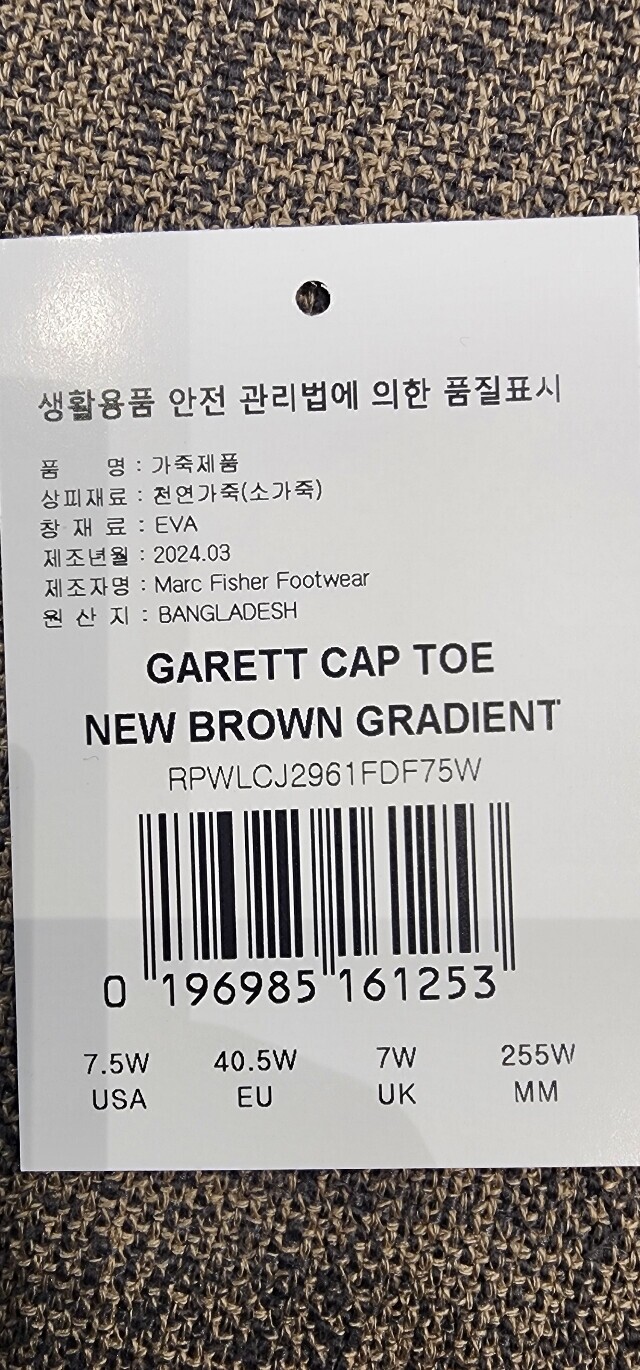 생활용품 안전 관리법에 의한 품질표시
품 명 : 가죽제품
상피재료 : 천연가죽(소가죽)
창 재 료 : EVA
제조년월 : 2024.03
제조자명 : Marc Fisher Footwear
원 산 지 : BANGLADESH
GARETT CAP TOE
NEW BROWN GRADIENT
RPWLCJ2961FDF75W
0 196985 161253
7.5W 40.5W 7W 255W
USA EU UK MM